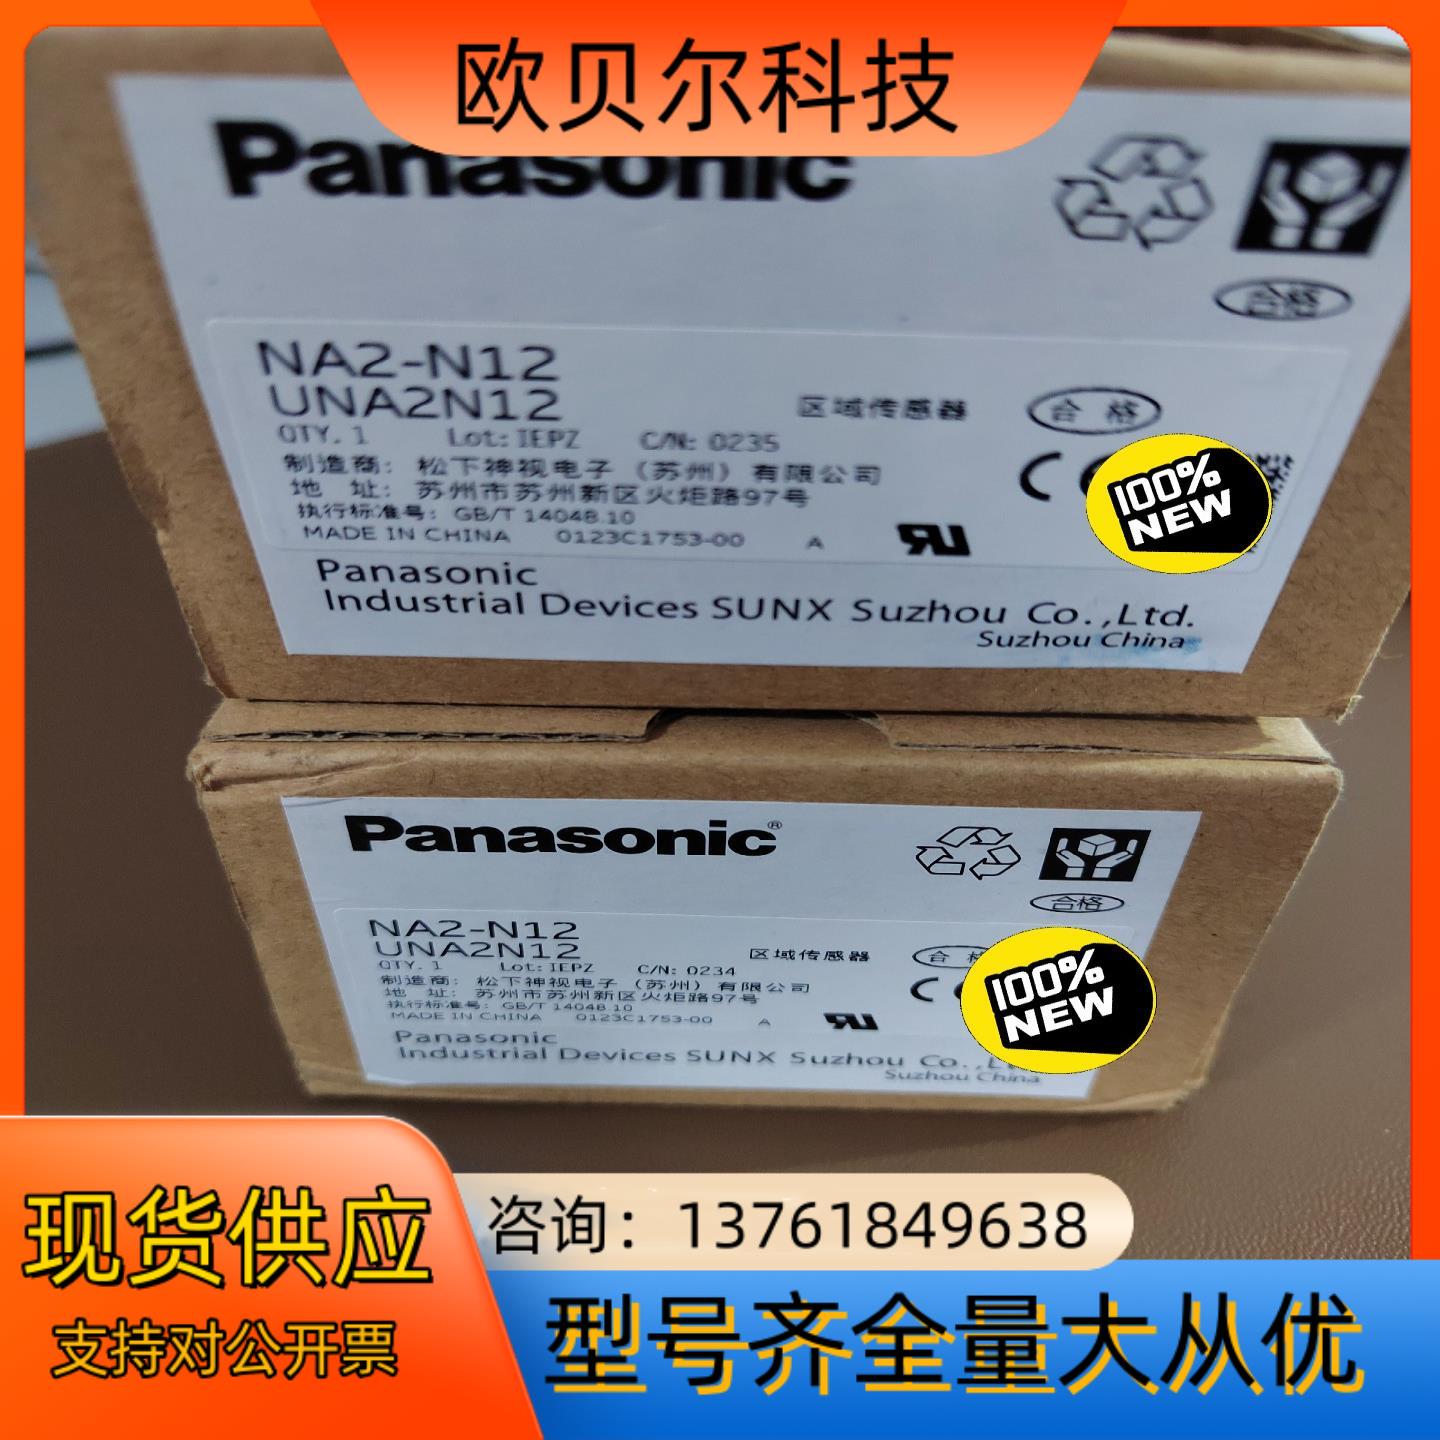 欧贝尔科技
Panasonic
合格
NA2-N12
UNA2N12
区域传感器
合格
QTY. 1 Lot: IEPZ C/N: 0235
制造商: 松下神视电子（苏州）有限公司
地 址: 苏州市苏州新区火炬路97号
执行标准号: GB/T 14048.10
MADE IN CHINA 0123C1753-00 A
100%
NEW
Panasonic
Industrial Devices SUNX Suzhou Co.,Ltd.
Suzhou China
Panasonic®
合格
NA2-N12
UNA2N12
区域传感器
合格
QTY. 1 Lot: IEPZ C/N: 0234
制造商: 松下神视电子（苏州）有限公司
地 址: 苏州市苏州新区火炬路97号
执行标准号: GB/T 14048.10
MADE IN CHINA 0123C1753-00 A
100%
NEW
Panasonic
Industrial Devices SUNX Suzhou Co.,
Suzhou China
现货供应
支持对公开票
咨询：13761849638
型号齐全量大从优